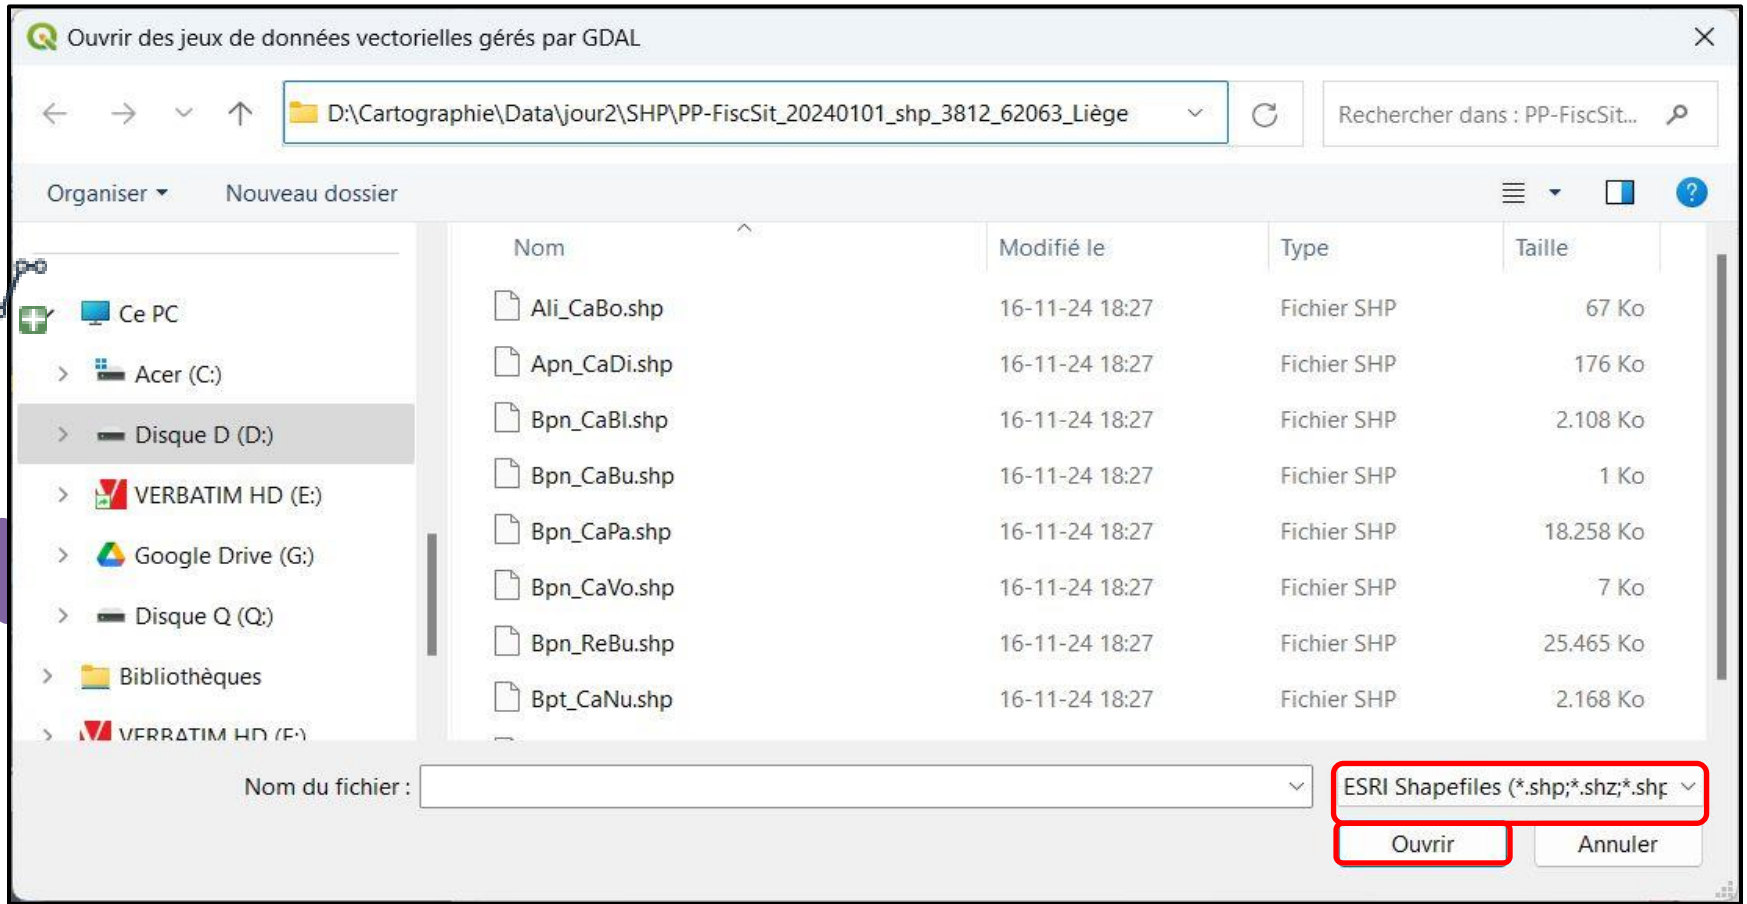 Ouvrir des jeux de données vectorielles gérés par GDAL
D:\Cartographie\Data\jour2\SHP\PP-FiscSit_20240101_shp_3812_62063_Liège
Rechercher dans : PP-FiscSit...
Organiser
Nouveau dossier
Nom Modifié le Type Taille
Ce PC
Acer (C:)
Disque D (D:)
VERBATIM HD (E:)
Google Drive (G:)
Disque Q (Q:)
Bibliothèques
VERBATIM HD (E:)
Ali_CaBo.shp 16-11-24 18:27 Fichier SHP 67 Ko
Apn_CaDi.shp 16-11-24 18:27 Fichier SHP 176 Ko
Bpn_CaBl.shp 16-11-24 18:27 Fichier SHP 2.108 Ko
Bpn_CaBu.shp 16-11-24 18:27 Fichier SHP 1 Ko
Bpn_CaPa.shp 16-11-24 18:27 Fichier SHP 18.258 Ko
Bpn_CaVo.shp 16-11-24 18:27 Fichier SHP 7 Ko
Bpn_ReBu.shp 16-11-24 18:27 Fichier SHP 25.465 Ko
Bpt_CaNu.shp 16-11-24 18:27 Fichier SHP 2.168 Ko
Nom du fichier :
ESRI Shapefiles (*.shp;*.shz;*.shp
Ouvrir
Annuler